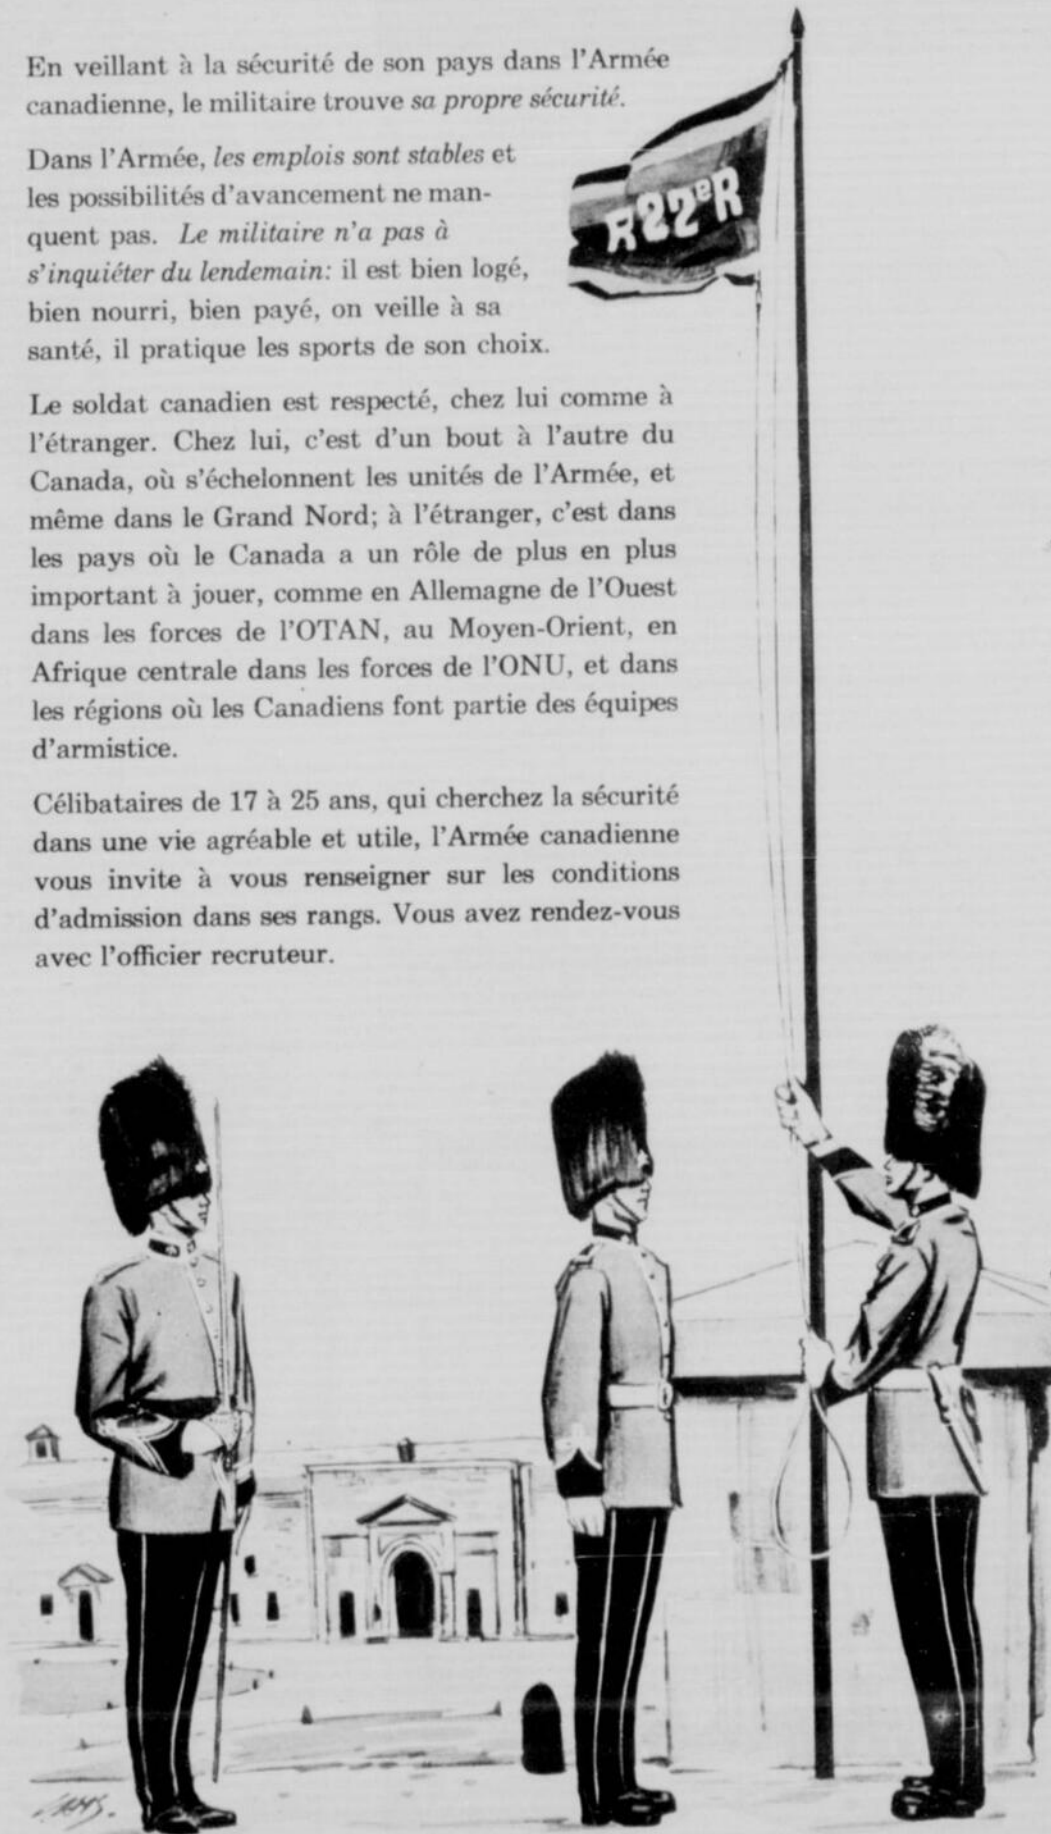 En veillant à la sécurité de son pays dans l'Armée
canadienne, le militaire trouve sa propre sécurité.
Dans l'Armée, les emplois sont stables et
les possibilités d'avancement ne man-
quent pas. Le militaire n'a pas à
s'inquiéter du lendemain: il est bien logé,
bien nourri, bien payé, on veille à sa
santé, il pratique les sports de son choix.
Le soldat canadien est respecté, chez lui comme à
l'étranger. Chez lui, c'est d'un bout à l'autre du
Canada, où s'échelonnent les unités de l'Armée, et
même dans le Grand Nord; à l'étranger, c'est dans
les pays où le Canada a un rôle de plus en plus
important à jouer, comme en Allemagne de l'Ouest
dans les forces de l'OTAN, au Moyen-Orient, en
Afrique centrale dans les forces de l'ONU, et dans
les régions où les Canadiens font partie des équipes
d'armistice.
Célibataires de 17 à 25 ans, qui cherchez la sécurité
dans une vie agréable et utile, l'Armée canadienne
vous invite à vous renseigner sur les conditions
d'admission dans ses rangs. Vous avez rendez-vous
avec l'officier recruteur.
R22eR